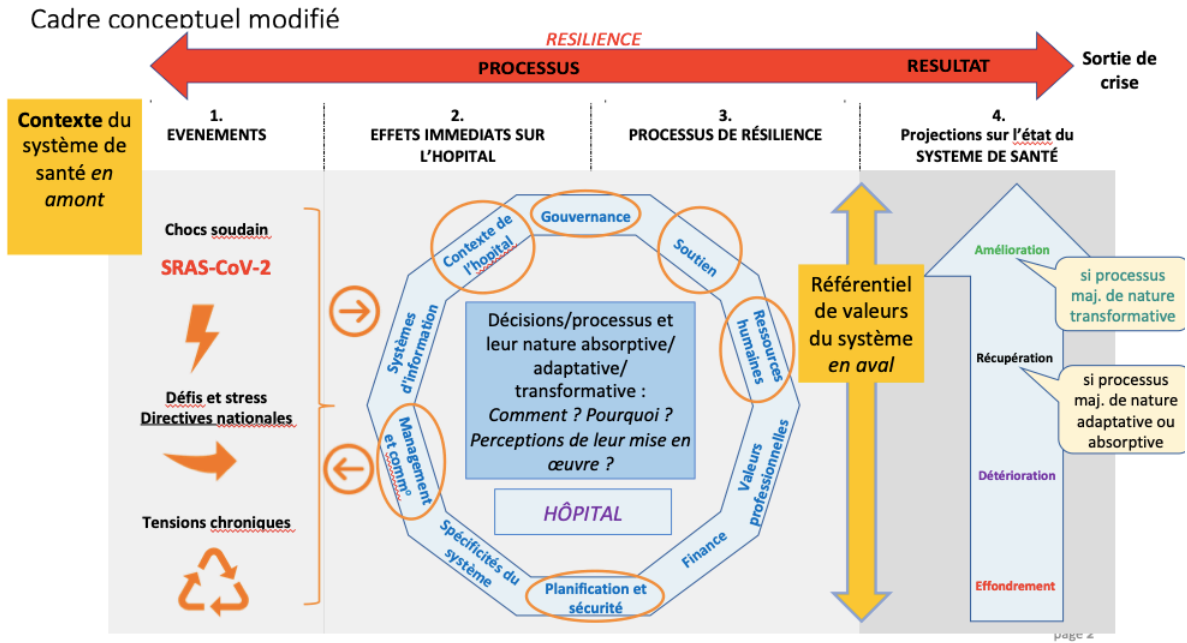 Cadre conceptuel modifié
RESILIENCE
PROCESSUS
RESULTAT
Sortie de
crise
Contexte du
système de
santé en
amont
1.
EVENEMENTS
2.
EFFETS IMMEDIATS SUR
L'HOPITAL
3.
PROCESSUS DE RÉSILIENCE
4.
Projections sur l'état du
SYSTEME DE SANTÉ
Chocs soudain
SRAS-CoV-2
Défis et stress
Directives nationales
Tensions chroniques
Gouvernance
Soutien
Ressources
humaines
Valeurs
professionnelles
Finance
Planification et
sécurité
Spécificités du
système
Management
et commº
Systèmes
d'information
Contexte de
l'hopital
Décisions/processus et
leur nature absorptive/
adaptative/
transformative :
Comment ? Pourquoi ?
Perceptions de leur mise en
œuvre ?
HÔPITAL
Référentiel
de valeurs
du système
en aval
Amélioration
si processus
maj. de nature
transformative
Récupération
si processus
maj. de nature
adaptative ou
absorptive
Détérioration
Effondrement
page 2